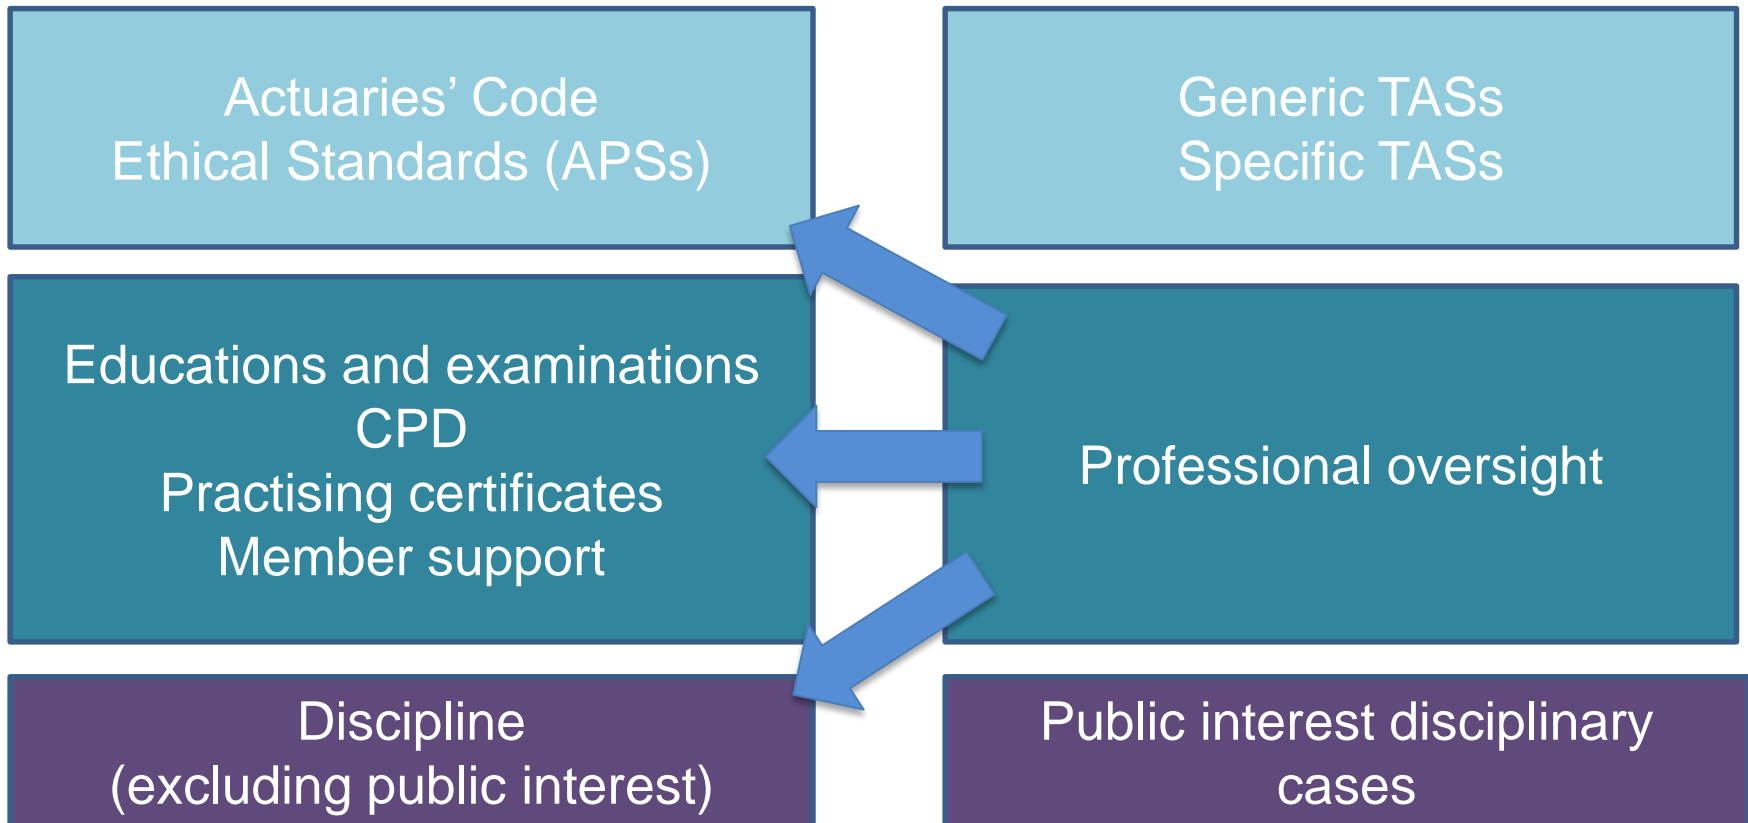 Actuaries’ Code
Ethical Standards (APSs)
Generic TASs
Specific TASs
Educations and examinations
CPD
Practising certificates
Member support
Professional oversight
Discipline
(excluding public interest)
Public interest disciplinary
cases